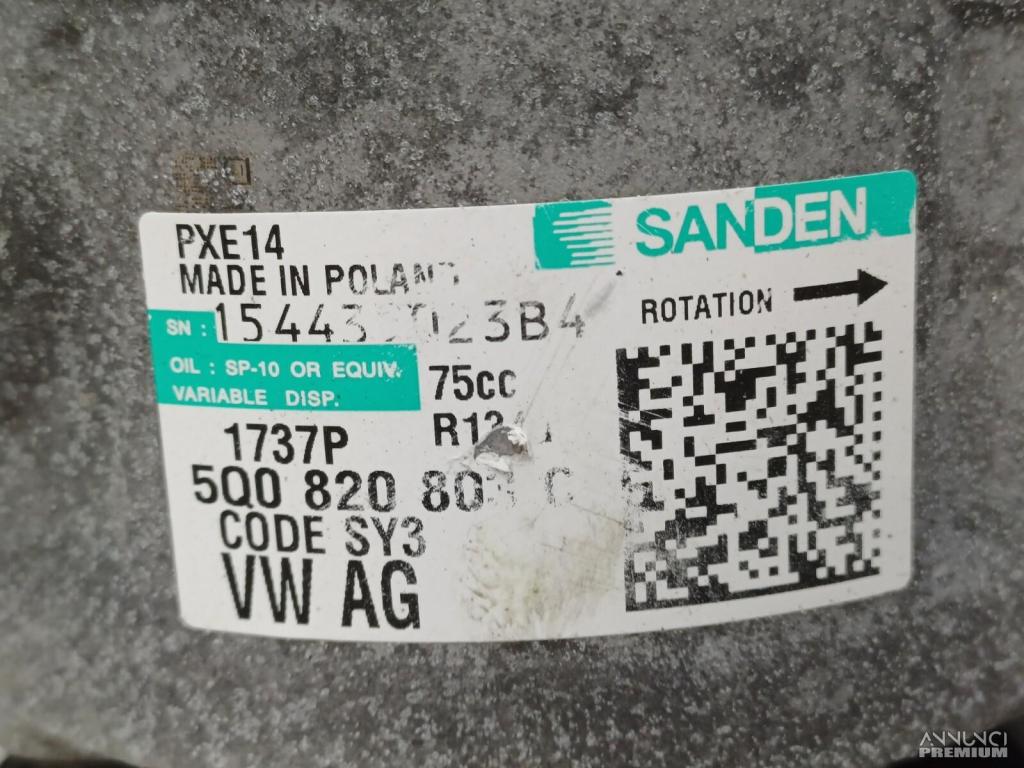 SANDEN
PXE14
MADE IN POLAND
ROTATION
SN :
OIL : SP-10 OR EQUIV.
VARIABLE DISP.
75cc
1737P
5Q0 820
CODE SY3
VW AG
ANNUNCI
PREMIUM